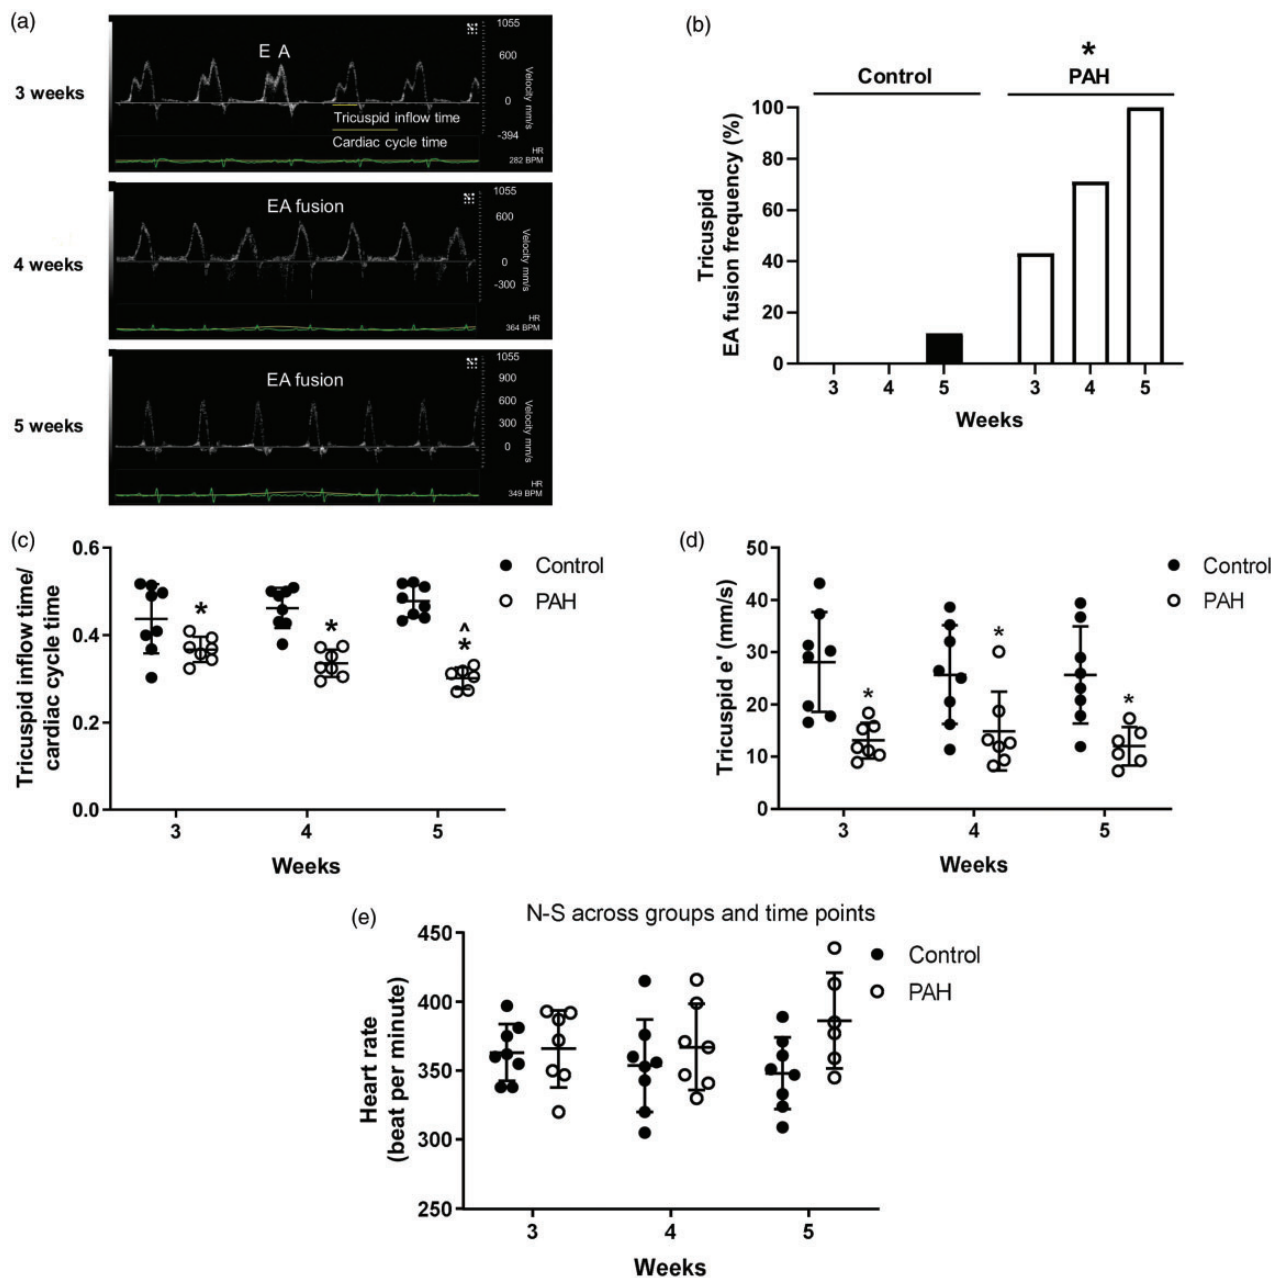 (a)
3 weeks
E A
1055
600
0
-394
Velocity mm/s
Tricuspid inflow time
Cardiac cycle time
HR
282 BPM
4 weeks
EA fusion
1055
600
0
-300
Velocity mm/s
HR
364 BPM
5 weeks
EA fusion
1055
900
600
300
0
Velocity mm/s
HR
349 BPM
(b)
*
Control PAH
Tricuspid
EA fusion frequency (%)
100
80
60
40
20
0
3 4 5 3 4 5
Weeks
(c)
Tricuspid inflow time/
cardiac cycle time
0.6
0.4
0.2
0.0
* * ^ *
Control
PAH
3 4 5
Weeks
(d)
Tricuspid e' (mm/s)
50
40
30
20
10
0
* * *
Control
PAH
3 4 5
Weeks
(e)
N-S across groups and time points
Heart rate
(beat per minute)
450
400
350
300
250
Control
PAH
3 4 5
Weeks